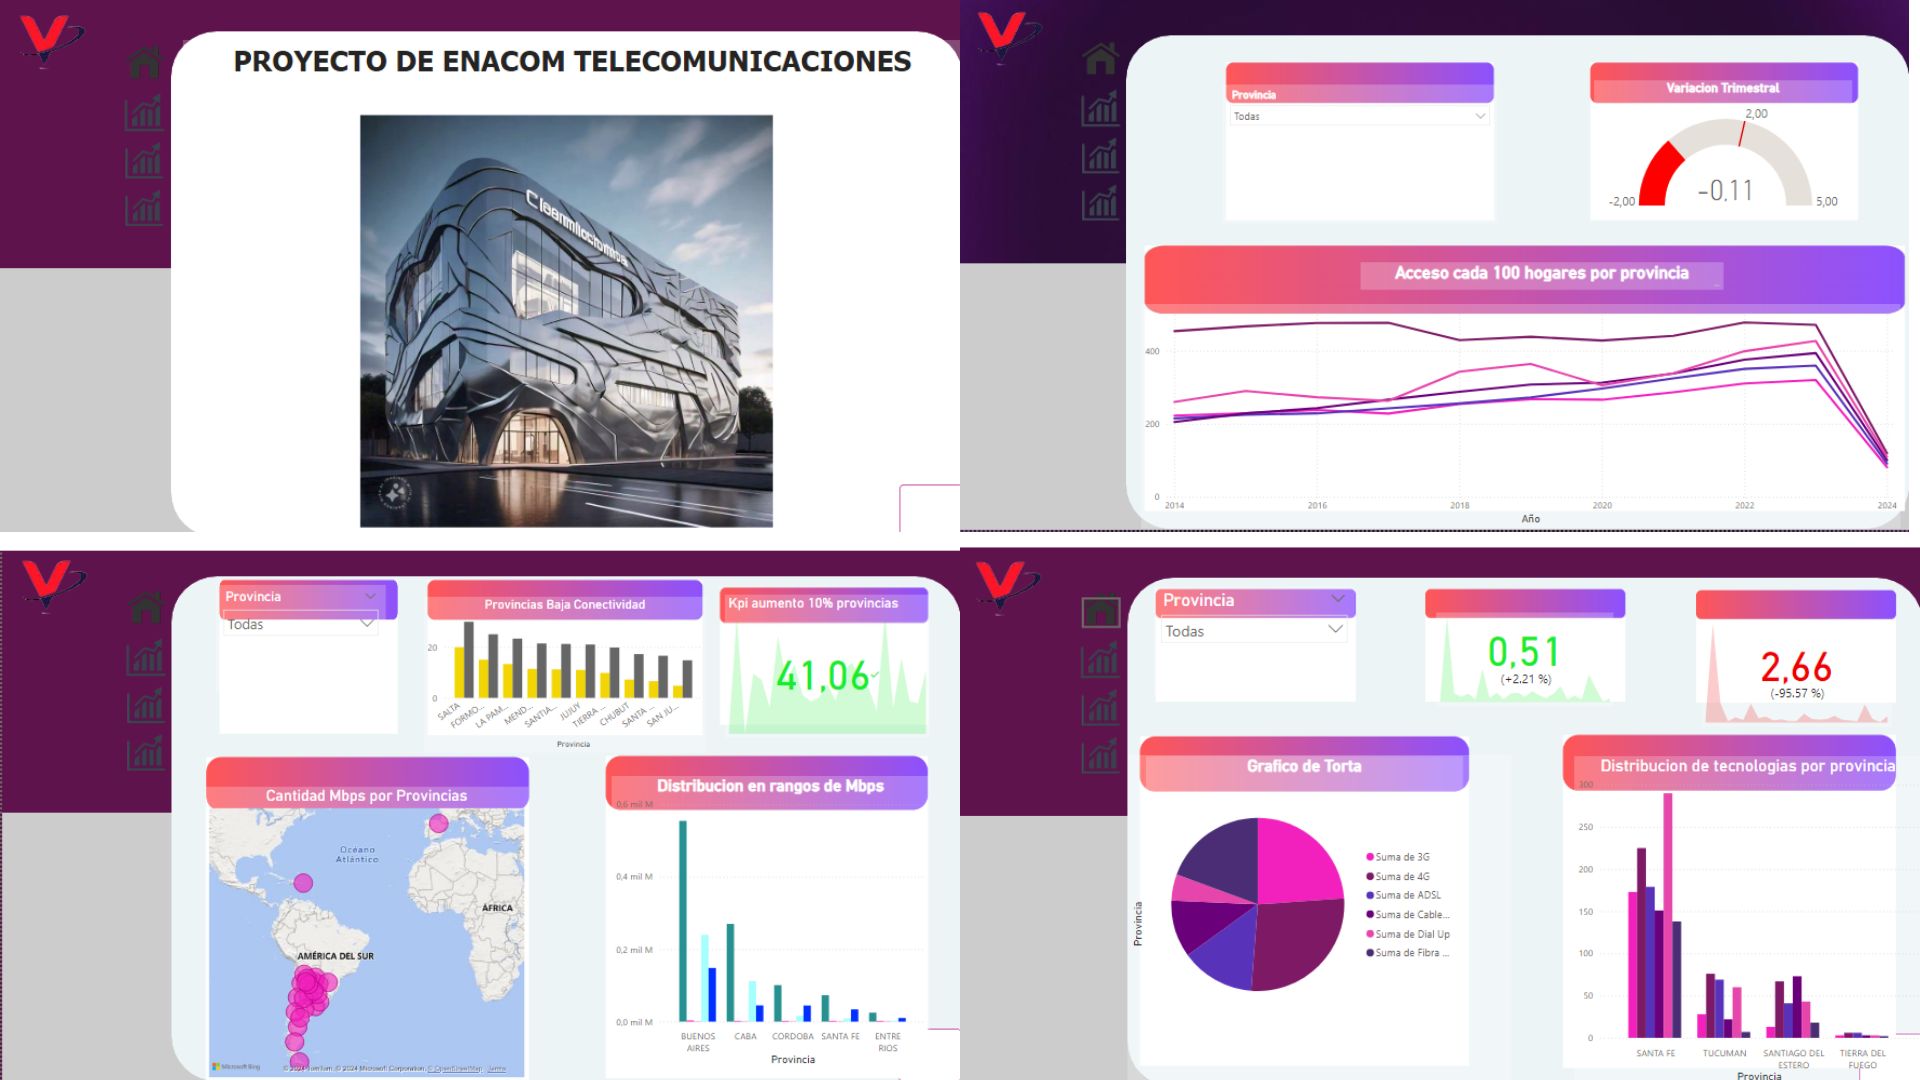 PROYECTO DE ENACOM TELECOMUNICACIONES
Provincia
Todas
Variacion Trimestral
2,00
-0,11
-2,00
5,00
Acceso cada 100 hogares por provincia
400
200
0
2014
2016
2018
2020
2022
2024
Año
Provincia
Todas
Provincias Baja Conectividad
20
0
SALTA
FORMO...
LA PAM...
MEND...
SANTIA...
JUJUY
TIERRA ...
CHUBUT
SANTA ...
SAN JU...
Provincia
Kpi aumento 10% provincias
41,06
Cantidad Mbps por Provincias
Océano
Atlántico
ÁFRICA
AMÉRICA DEL SUR
Microsoft Bing
© 2024 TomTom, © 2024 Microsoft Corporation, © OpenStreetMap Terms
Distribucion en rangos de Mbps
0,6 mil M
0,4 mil M
0,2 mil M
0,0 mil M
BUENOS AIRES
CABA
CORDOBA
SANTA FE
ENTRE RIOS
Provincia
Provincia
Todas
0,51
(+2.21 %)
2,66
(-95.57 %)
Grafico de Torta
Provincia
Suma de 3G
Suma de 4G
Suma de ADSL
Suma de Cable...
Suma de Dial Up
Suma de Fibra ...
Distribucion de tecnologias por provincia
300
250
200
150
100
50
0
SANTA FE
TUCUMAN
SANTIAGO DEL ESTERO
TIERRA DEL FUEGO
Provincia